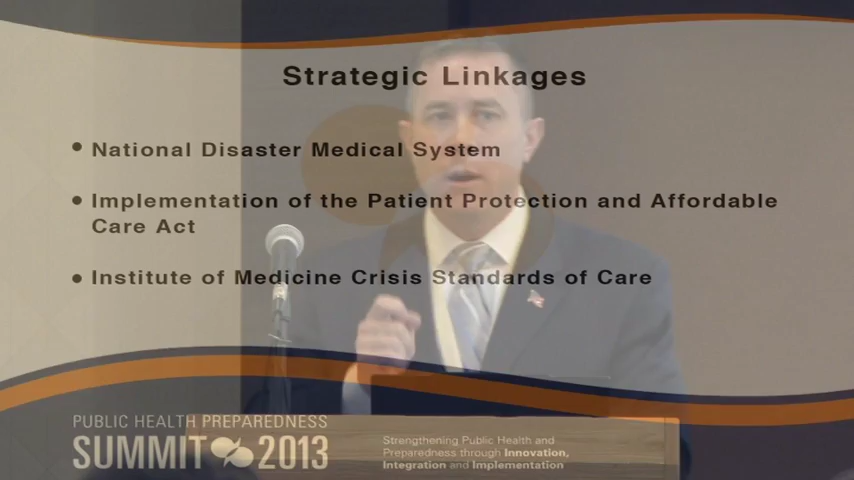 Strategic Linkages
• National Disaster Medical System
• Implementation of the Patient Protection and Affordable
Care Act
• Institute of Medicine Crisis Standards of Care
PUBLIC HEALTH PREPAREDNESS
SUMMIT 2013
Strengthening Public Health and
Preparedness through Innovation,
Integration and Implementation